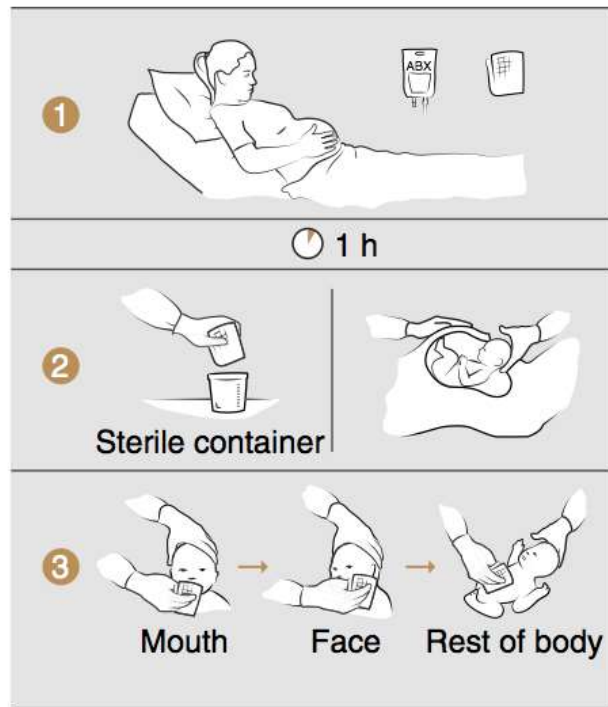 ABX
1
1 h
2
Sterile container
3
Mouth
Face
Rest of body